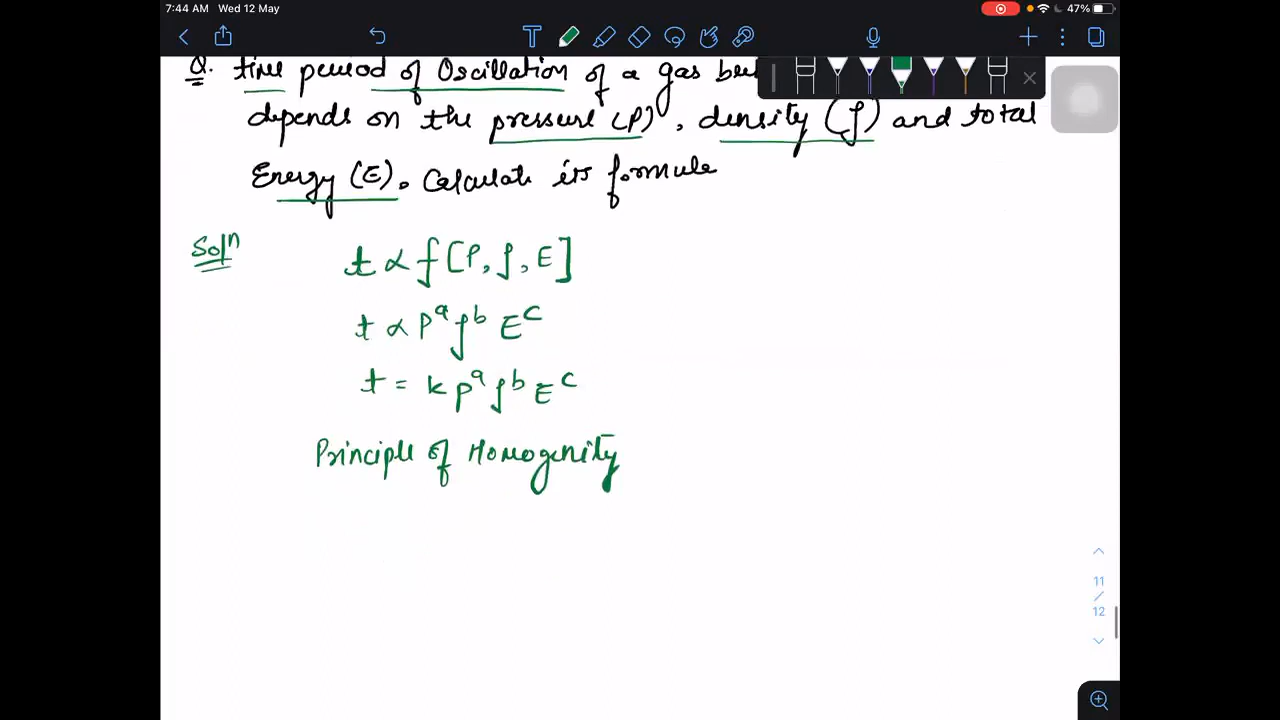 7:44 AM Wed 12 May
47%
Q. time period of Oscillation of a gas
depends on the pressure (P), density (ρ) and total
Energy (E). Calculate its formule
Solⁿ
t ∝ f[P, ρ, E]
t ∝ Pᵃ ρᵇ Eᶜ
t = k Pᵃ ρᵇ Eᶜ
Principle of Homogenity
11
/
12